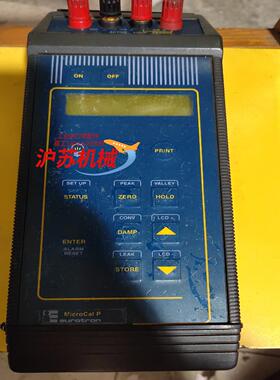 ON OFF
沪苏机械
PRINT
SET UP PEAK VALLEY
STATUS ZERO HOLD
CONV LCD +
ENTER DAMP
ALARM
RESET
LEAK LCD -
STORE
MicroCal P
eurotron